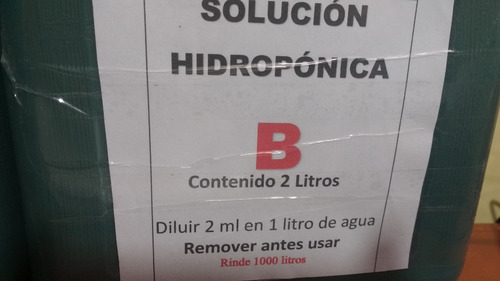 SOLUCIÓN
HIDROPÓNICA
B
Contenido 2 Litros
Diluir 2 ml en 1 litro de agua
Remover antes usar
Rinde 1000 litros